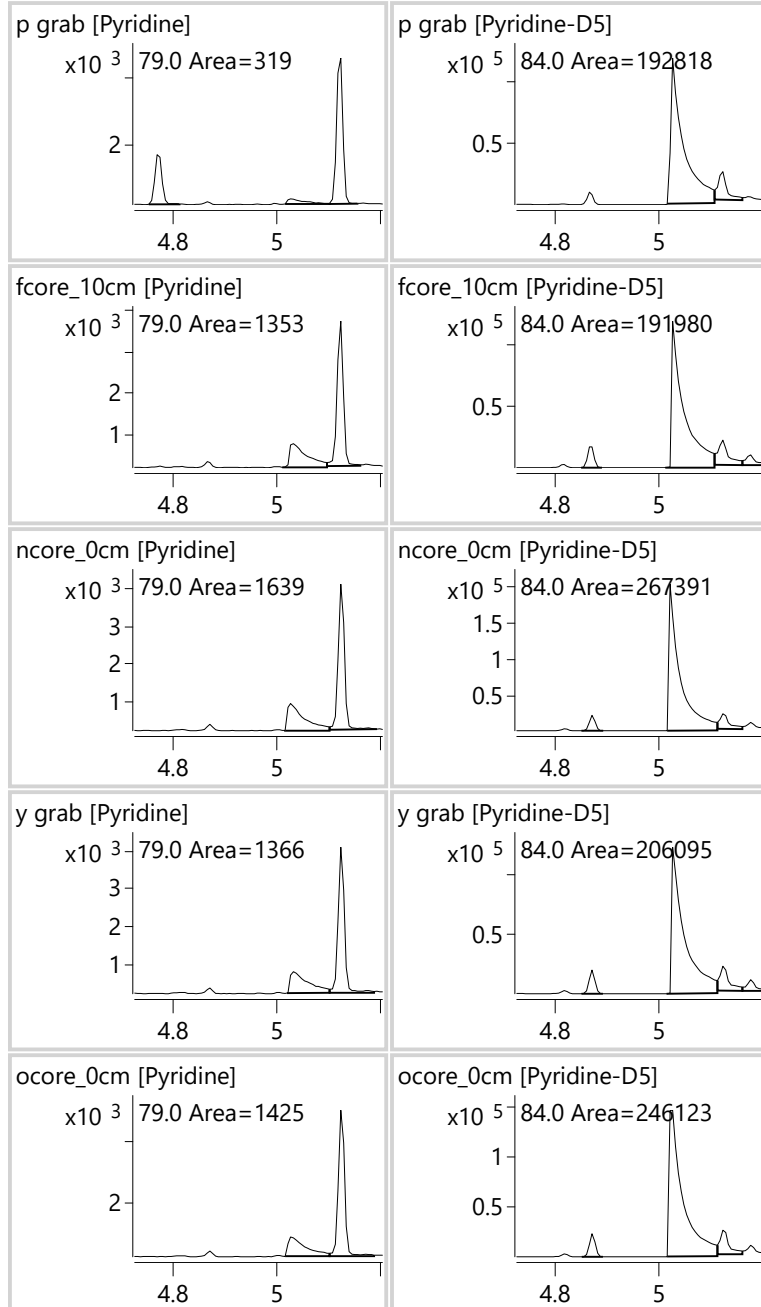 p grab [Pyridine]
x10 3 79.0 Area=319
2
4.8 5
p grab [Pyridine-D5]
x10 5 84.0 Area=192818
0.5
4.8 5
fcore_10cm [Pyridine]
x10 3 79.0 Area=1353
2
1
4.8 5
fcore_10cm [Pyridine-D5]
x10 5 84.0 Area=191980
0.5
4.8 5
ncore_0cm [Pyridine]
x10 3 79.0 Area=1639
3
2
1
4.8 5
ncore_0cm [Pyridine-D5]
x10 5 84.0 Area=267391
1.5
1
0.5
4.8 5
y grab [Pyridine]
x10 3 79.0 Area=1366
3
2
1
4.8 5
y grab [Pyridine-D5]
x10 5 84.0 Area=206095
0.5
4.8 5
ocore_0cm [Pyridine]
x10 3 79.0 Area=1425
2
4.8 5
ocore_0cm [Pyridine-D5]
x10 5 84.0 Area=246123
1
0.5
4.8 5